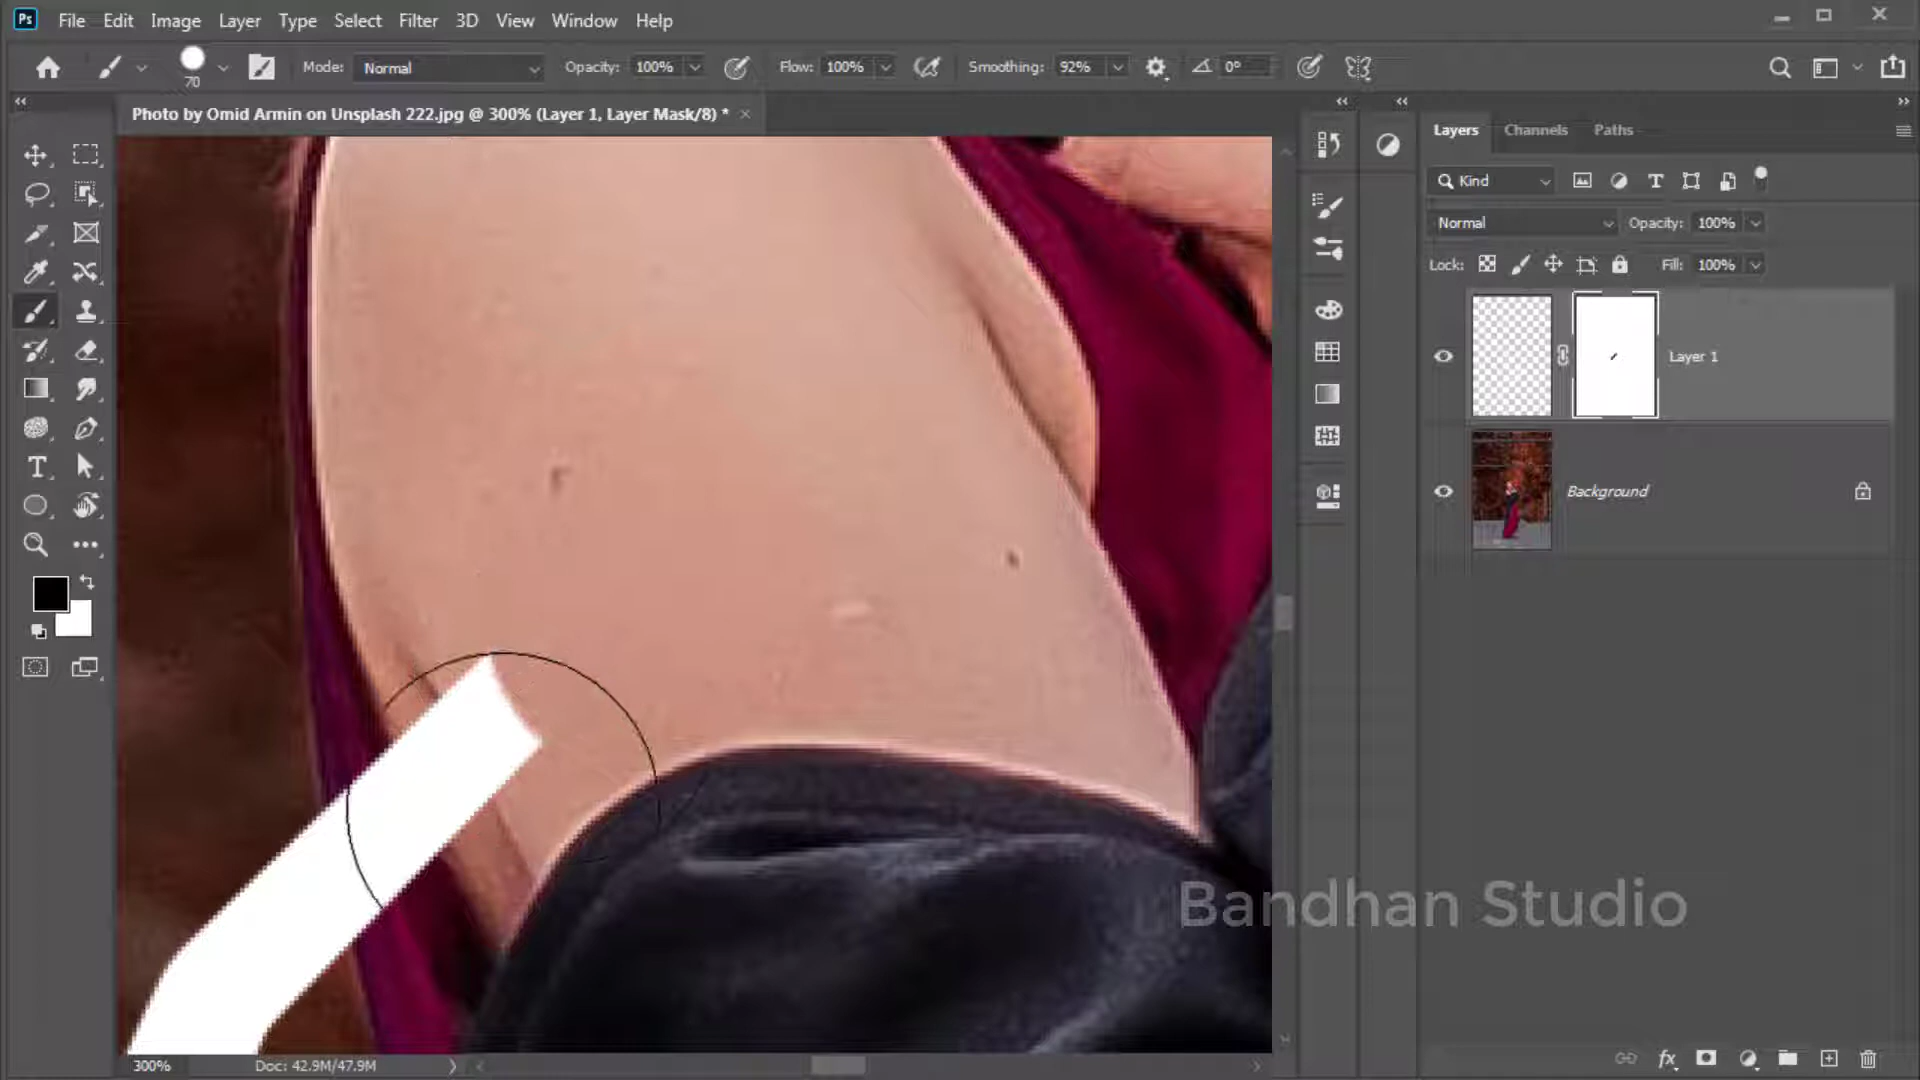 Ps File Edit Image Layer Type Select Filter 3D View Window Help
70 Mode: Normal Opacity: 100% Flow: 100% Smoothing: 92% 0°
Photo by Omid Armin on Unsplash 222.jpg @ 300% (Layer 1, Layer Mask/8) *
Layers Channels Paths
Kind
Normal Opacity: 100%
Lock: Fill: 100%
Layer 1
Background
Bandhan Studio
300% Doc: 42.9M/47.9M
fx